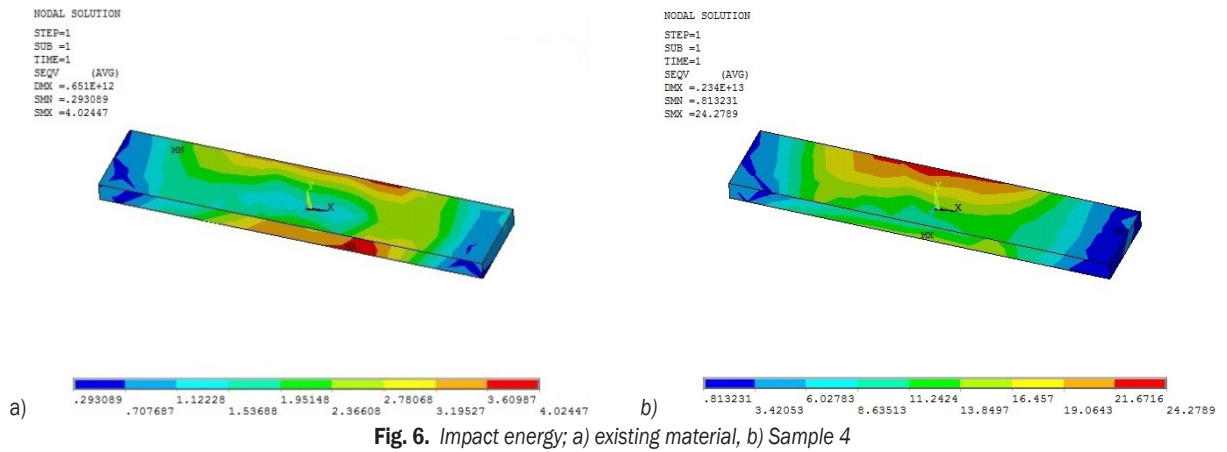 NODAL SOLUTION
STEP=1
SUB =1
TIME=1
SEQV (AVG)
DMX =.651E+12
SMN =.293089
SMX =4.02447
MN
Y
X
MX
.293089 1.12228 1.95148 2.78068 3.60987
.707687 1.53688 2.36608 3.19527 4.02447
a)
NODAL SOLUTION
STEP=1
SUB =1
TIME=1
SEQV (AVG)
DMX =.234E+13
SMN =.813231
SMX =24.2789
Y
X
MX
.813231 6.02783 11.2424 16.457 21.6716
3.42053 8.63513 13.8497 19.0643 24.2789
b)
Fig. 6. Impact energy; a) existing material, b) Sample 4